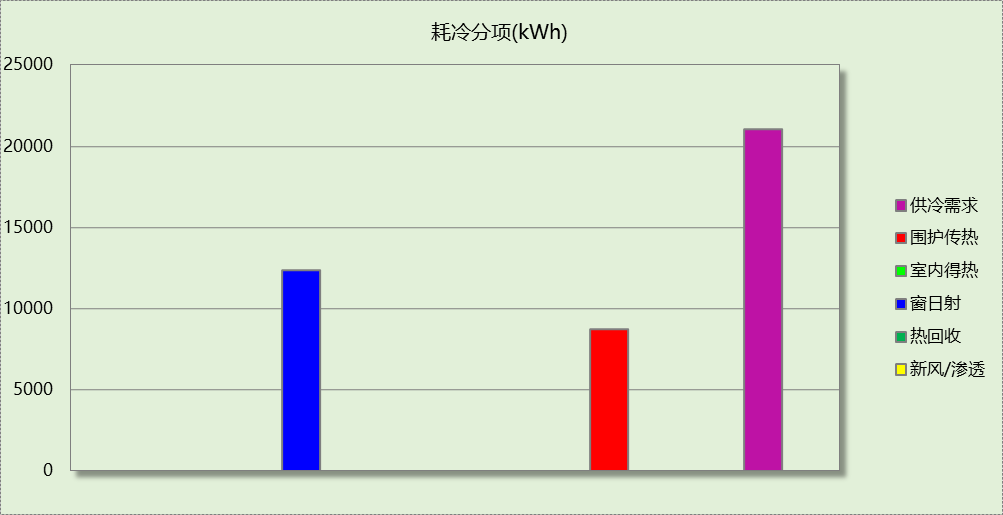 耗冷分项(kWh)
25000
20000
15000
10000
5000
0
供冷需求
围护传热
室内得热
窗日射
热回收
新风/渗透